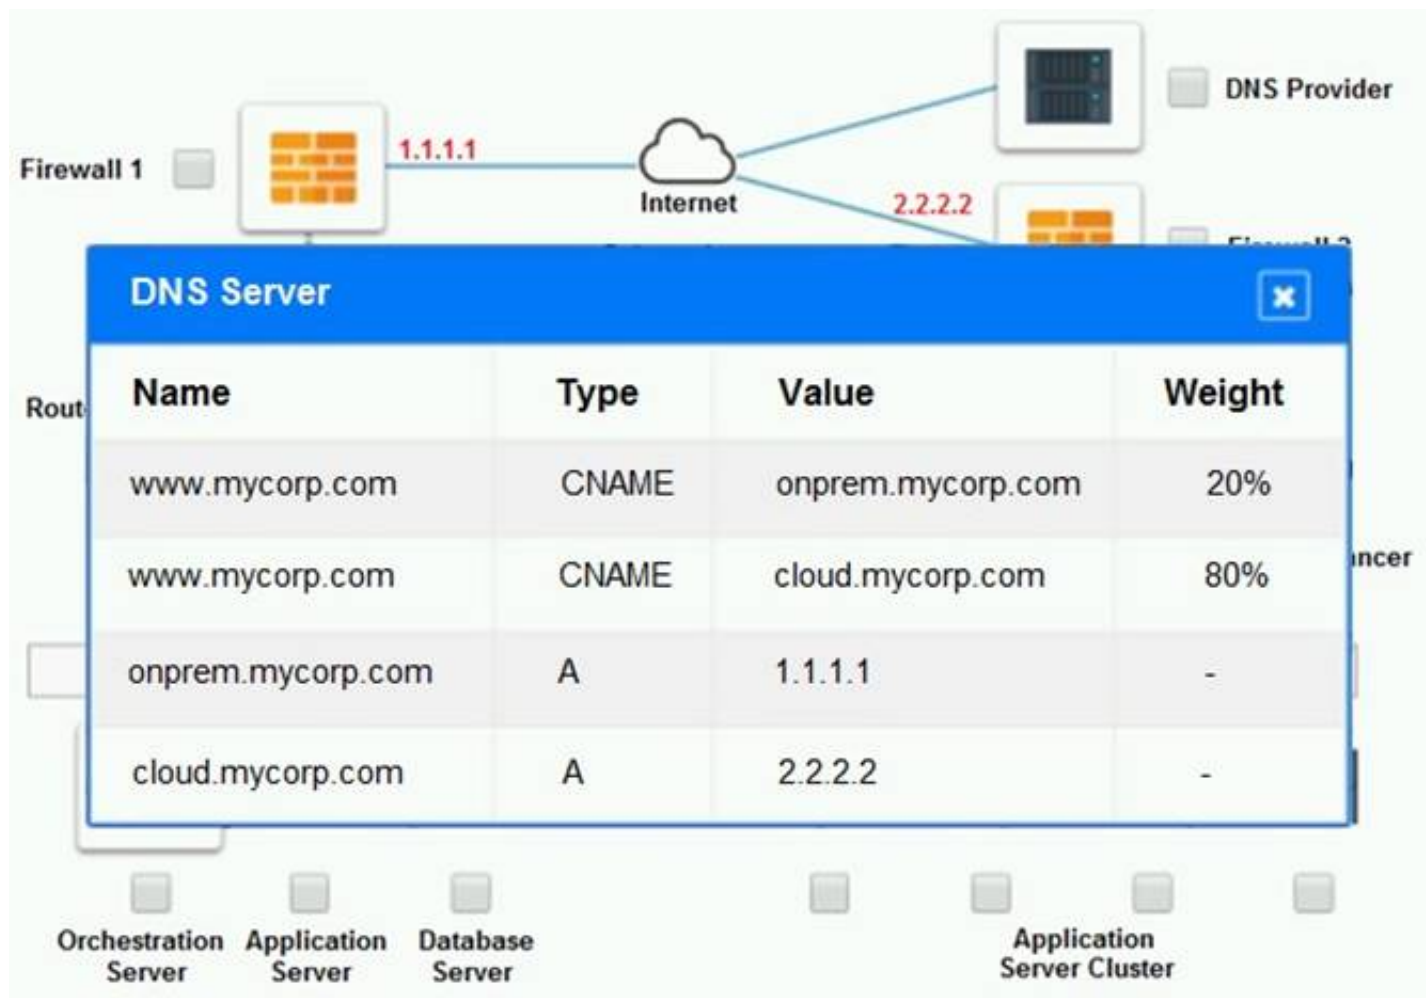 DNS Provider
1.1.1.1
Firewall 1
Internet
2.2.2.2
DNS Server
Name Type Value Weight
www.mycorp.com CNAME onprem.mycorp.com 20%
www.mycorp.com CNAME cloud.mycorp.com 80%
onprem.mycorp.com A 1.1.1.1 -
cloud.mycorp.com A 2.2.2.2 -
Rout
ancer
Orchestration Server
Application Server
Database Server
Application Server Cluster